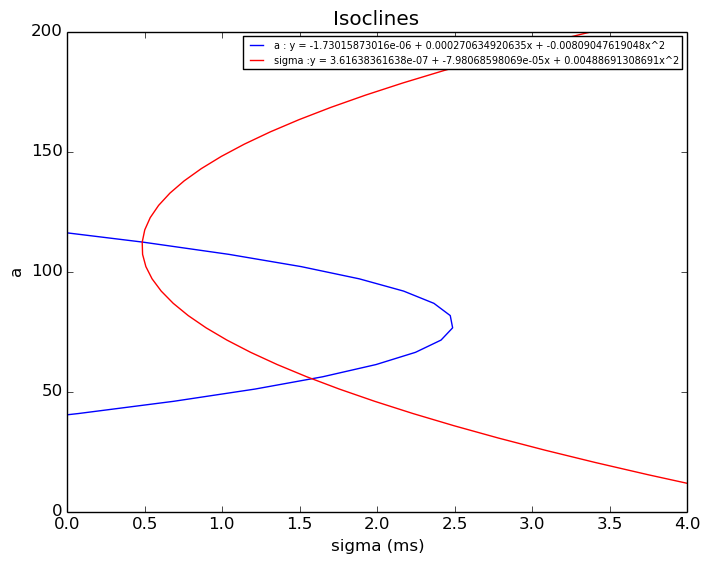 Isoclines
a : y = -1.73015873016e-06 + 0.000270634920635x + -0.00809047619048x^2
sigma :y = 3.61638361638e-07 + -7.98068598069e-05x + 0.00488691308691x^2
200
150
100
50
0
a
0.0 0.5 1.0 1.5 2.0 2.5 3.0 3.5 4.0
sigma (ms)